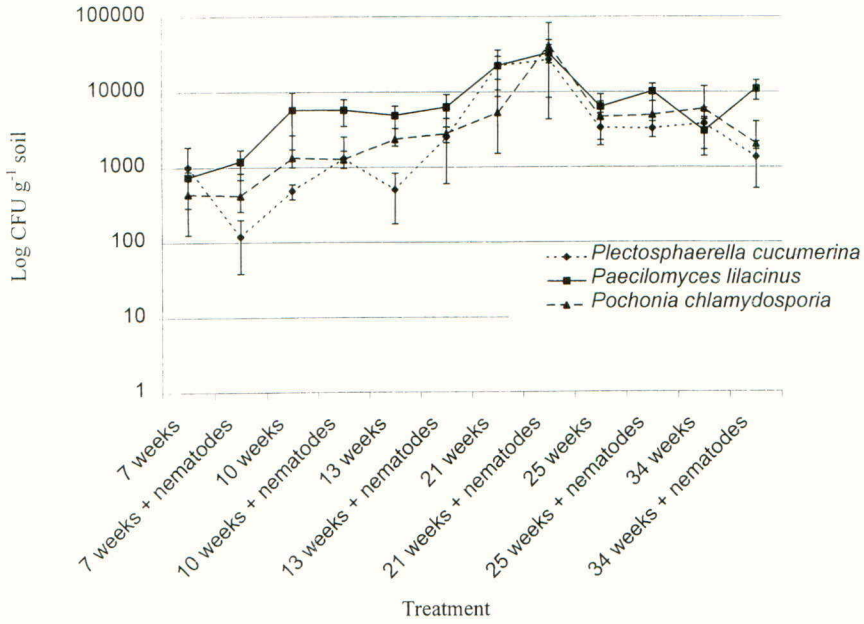 100000
10000
1000
100
10
1
Log CFU g-1 soil
Plectosphaerella cucumerina
Paecilomyces lilacinus
Pochonia chlamydosporia
7 weeks
7 weeks + nematodes
10 weeks
10 weeks + nematodes
13 weeks
13 weeks + nematodes
21 weeks
21 weeks + nematodes
25 weeks
25 weeks + nematodes
34 weeks
34 weeks + nematodes
Treatment